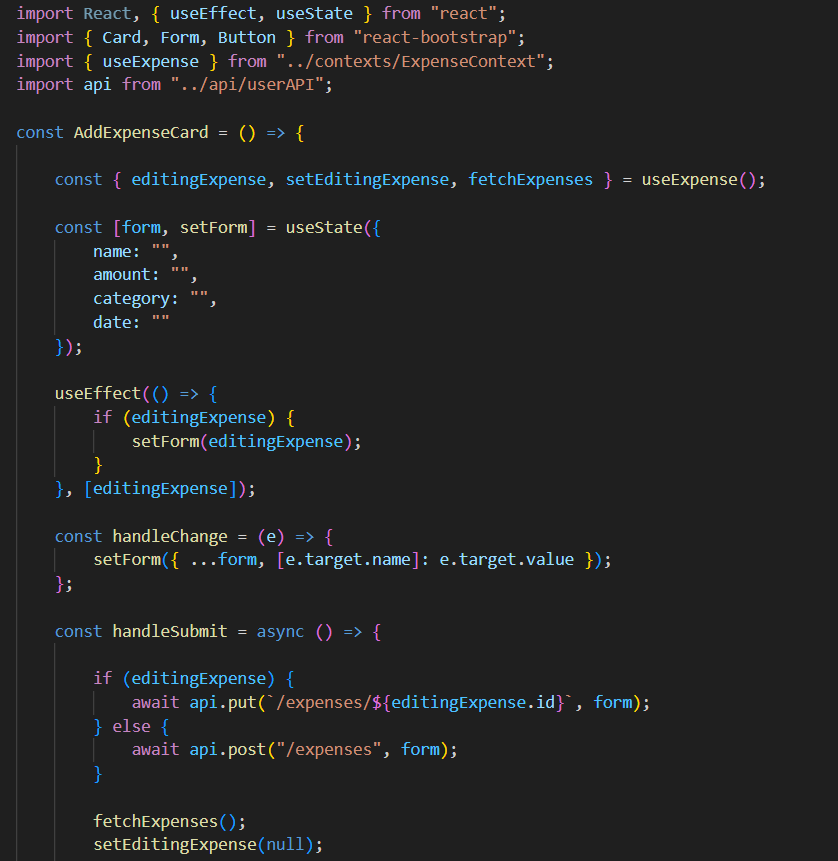 import React, { useEffect, useState } from "react";
import { Card, Form, Button } from "react-bootstrap";
import { useExpense } from "../contexts/ExpenseContext";
import api from "../api/userAPI";
const AddExpenseCard = () => {
const { editingExpense, setEditingExpense, fetchExpenses } = useExpense();
const [form, setForm] = useState({
name: "",
amount: "",
category: "",
date: ""
});
useEffect(() => {
if (editingExpense) {
setForm(editingExpense);
}
}, [editingExpense]);
const handleChange = (e) => {
setForm({ ...form, [e.target.name]: e.target.value });
};
const handleSubmit = async () => {
if (editingExpense) {
await api.put(`/expenses/${editingExpense.id}`, form);
} else {
await api.post("/expenses", form);
}
fetchExpenses();
setEditingExpense(null);